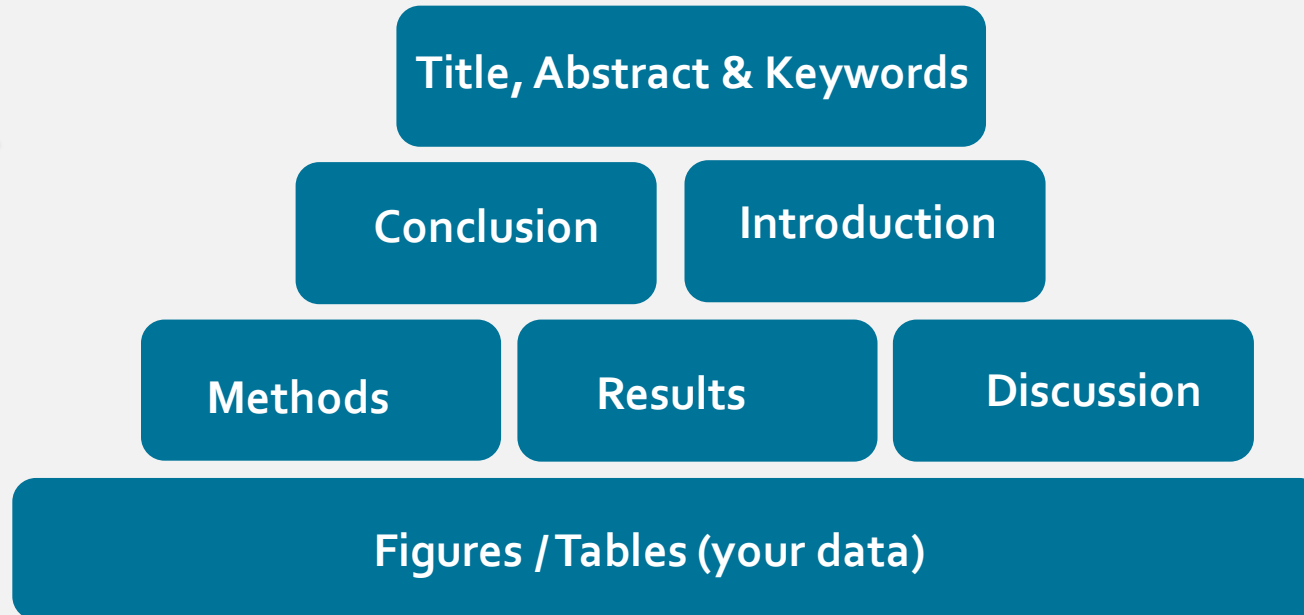 Title, Abstract & Keywords
Conclusion
Introduction
Methods
Results
Discussion
Figures / Tables (your data)